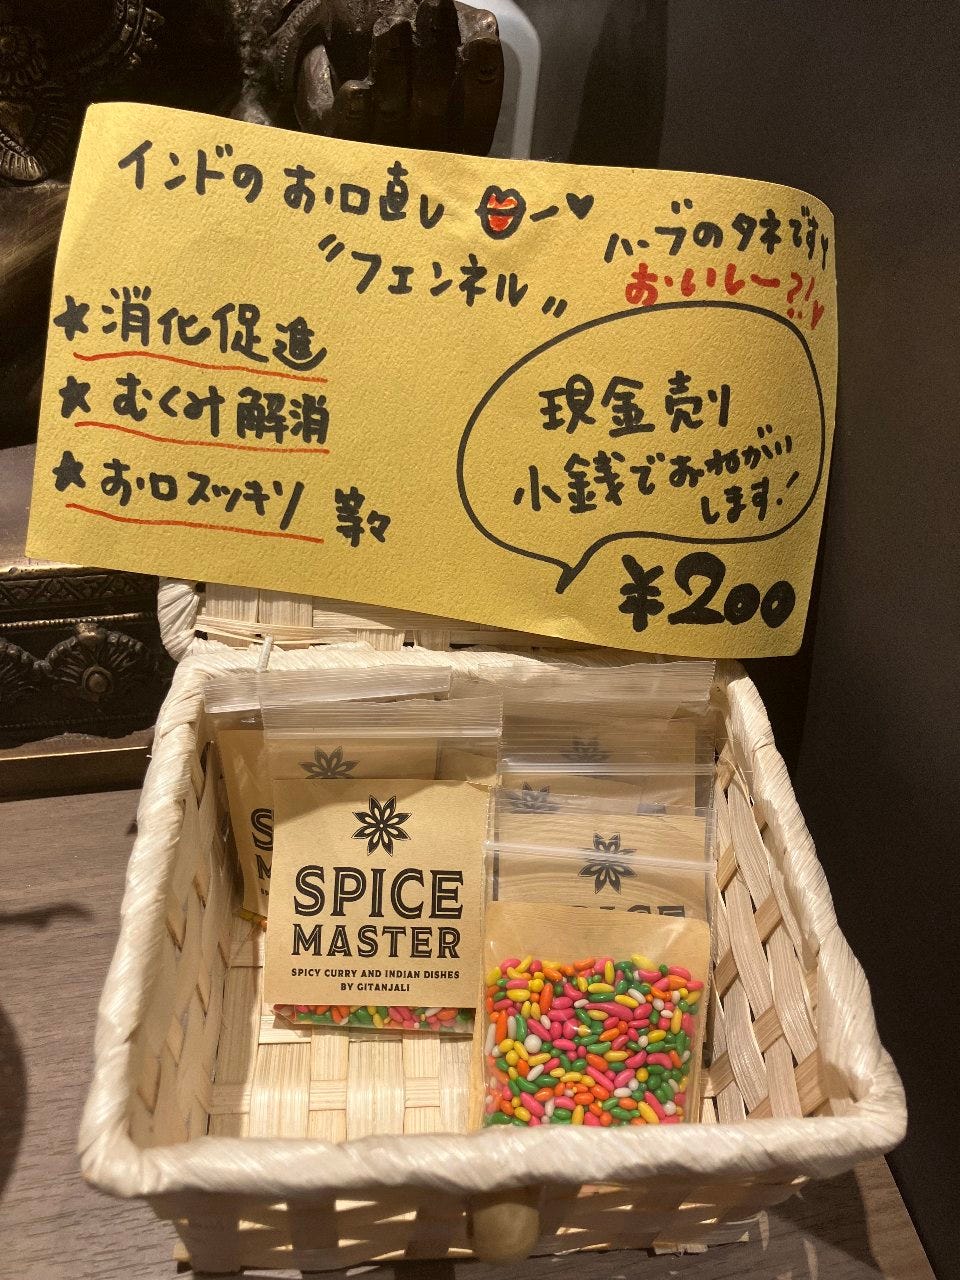 インドのお口直し
"フェンネル"
ハーブのタネです
おいしー?!
★消化促進
★むくみ解消
★お口スッキリ 等々
現金売り
小銭でおねがい
します!
¥200
SPICE
MASTER
SPICY CURRY AND INDIAN DISHES
BY GITANJALI
S
M
SPICE